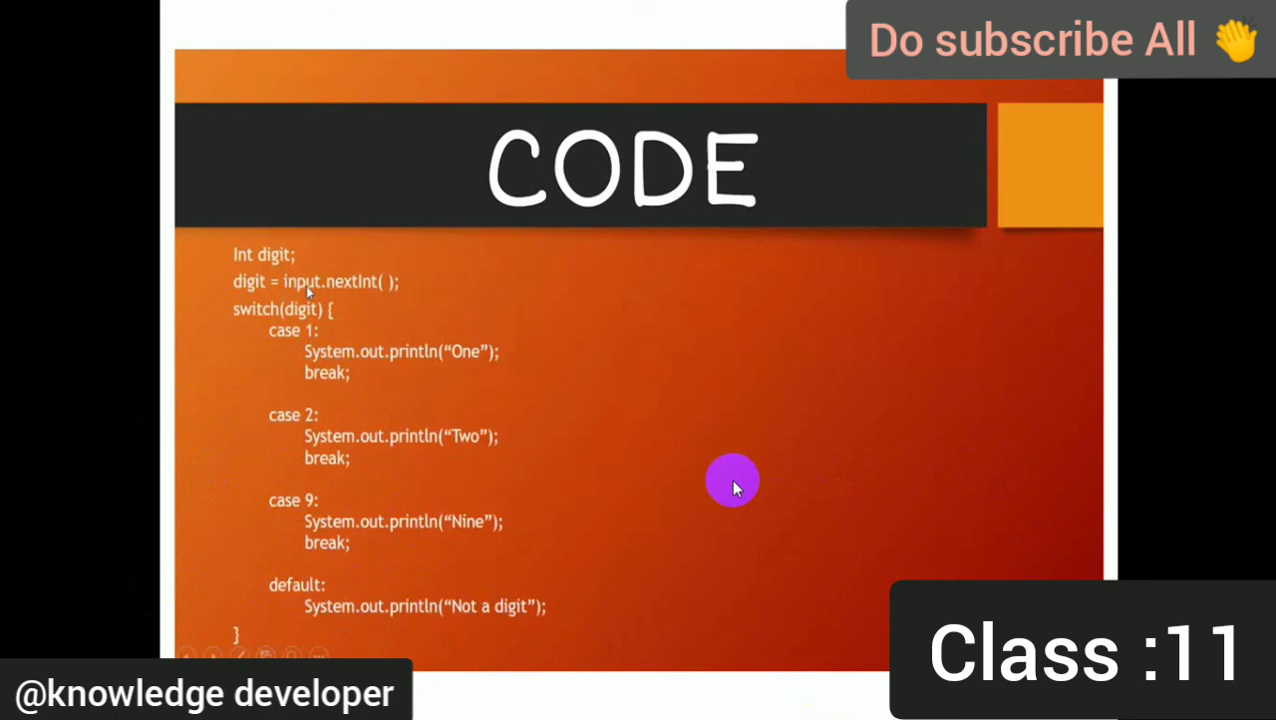 Do subscribe All 👏
CODE
Int digit;
digit = input.nextInt( );
switch(digit) {
case 1:
System.out.println(“One”);
break;
case 2:
System.out.println(“Two”);
break;
case 9:
System.out.println(“Nine”);
break;
default:
System.out.println(“Not a digit”);
}
Class :11
@knowledge developer